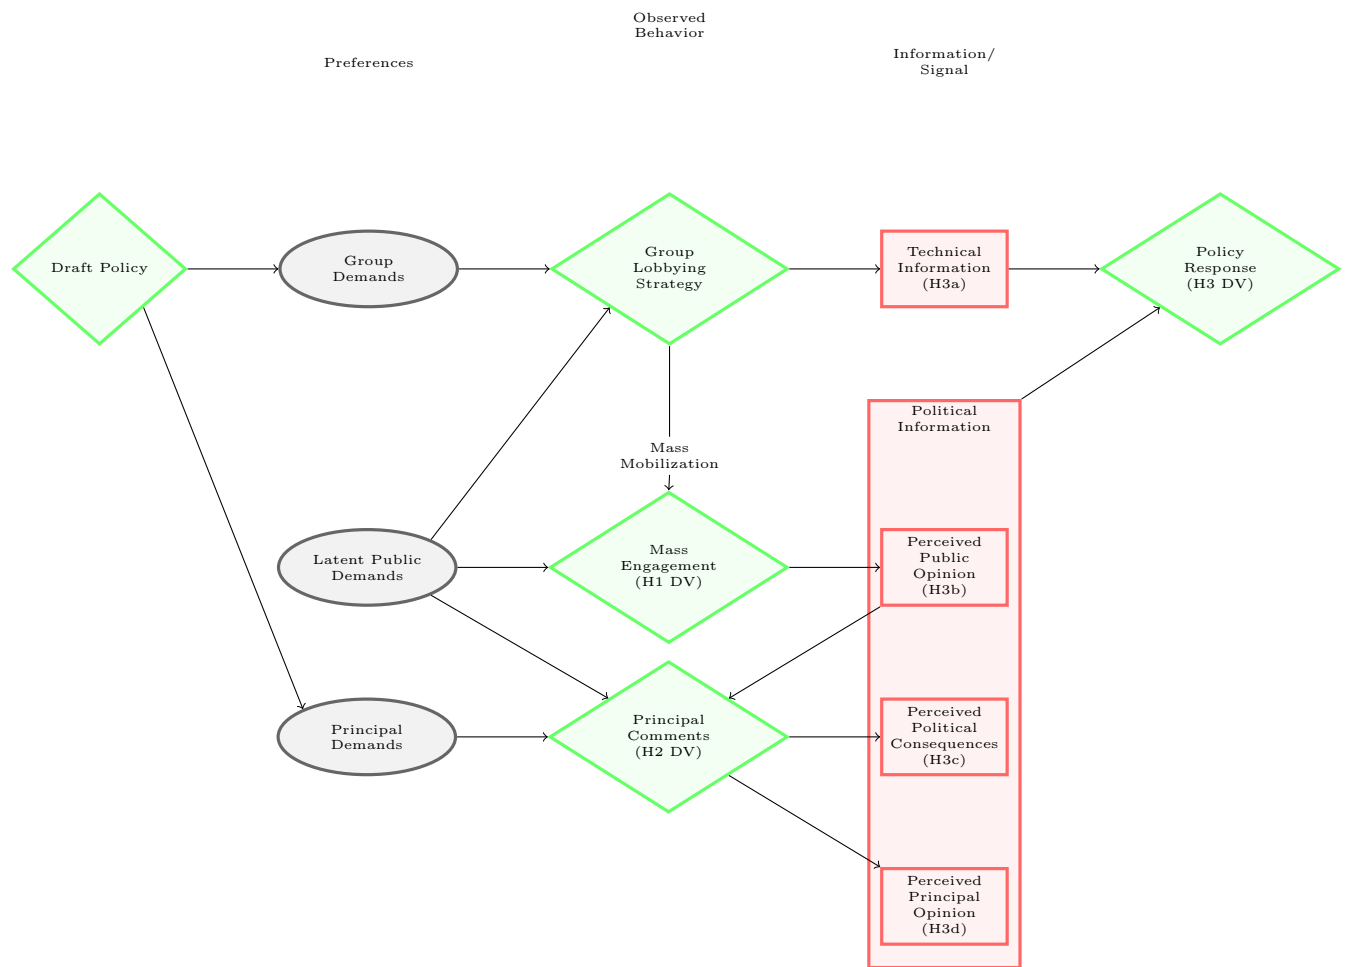 Observed
Behavior
Preferences
Information/
Signal
Draft Policy
Group
Demands
Group
Lobbying
Strategy
Technical
Information
(H3a)
Policy
Response
(H3 DV)
Political
Information
Mass
Mobilization
Latent Public
Demands
Mass
Engagement
(H1 DV)
Perceived
Public
Opinion
(H3b)
Principal
Demands
Principal
Comments
(H2 DV)
Perceived
Political
Consequences
(H3c)
Perceived
Principal
Opinion
(H3d)